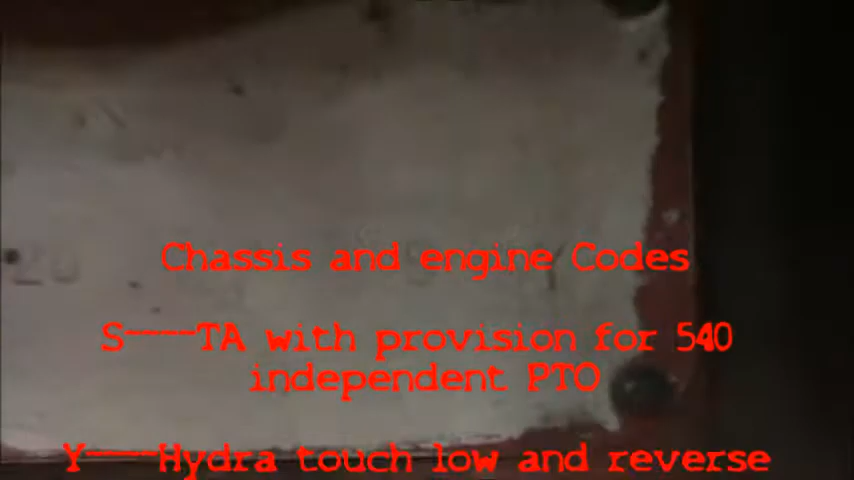 Chassis and engine Codes
S----TA with provision for 540
independent PTO
Y----Hydra touch low and reverse